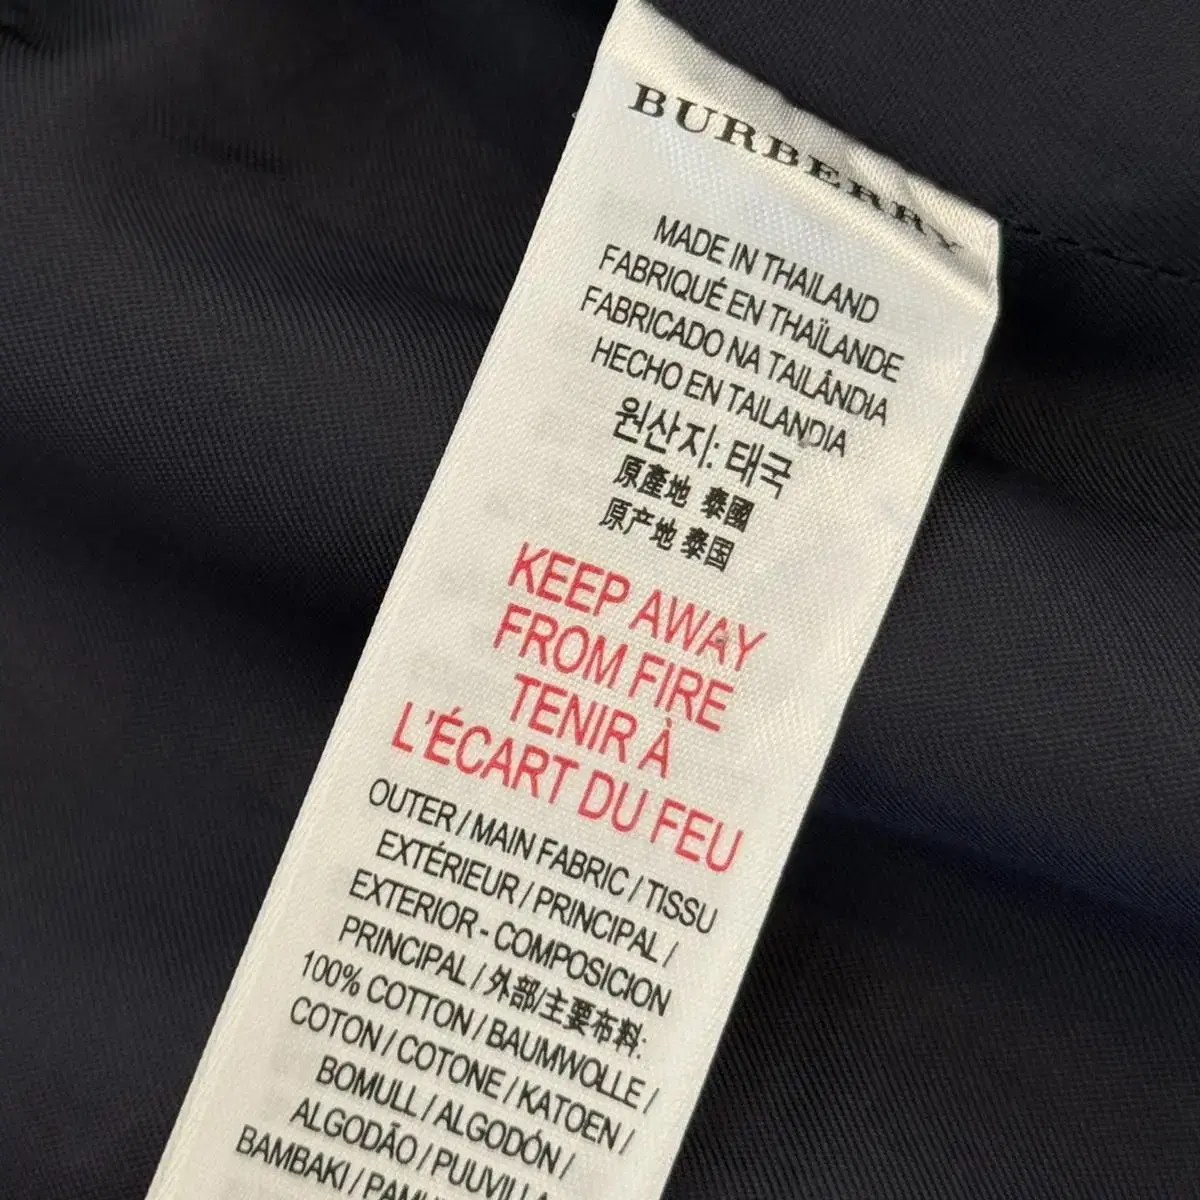 BURBERRY
MADE IN THAILAND
FABRIQUÉ EN THAÏLANDE
FABRICADO NA TAILÂNDIA
HECHO EN TAILANDIA
원산지: 태국
原產地 泰國
原产地 泰国
KEEP AWAY
FROM FIRE
TENIR À
L'ÉCART DU FEU
OUTER / MAIN FABRIC / TISSU
EXTÉRIEUR / PRINCIPAL /
EXTERIOR - COMPOSICION
PRINCIPAL / 外部/主要布料:
100% COTTON / BAUMWOLLE /
COTON / COTONE / KATOEN /
BOMULL / ALGODÓN /
ALGODÃO / PUUVILLA
BAMBAKI /